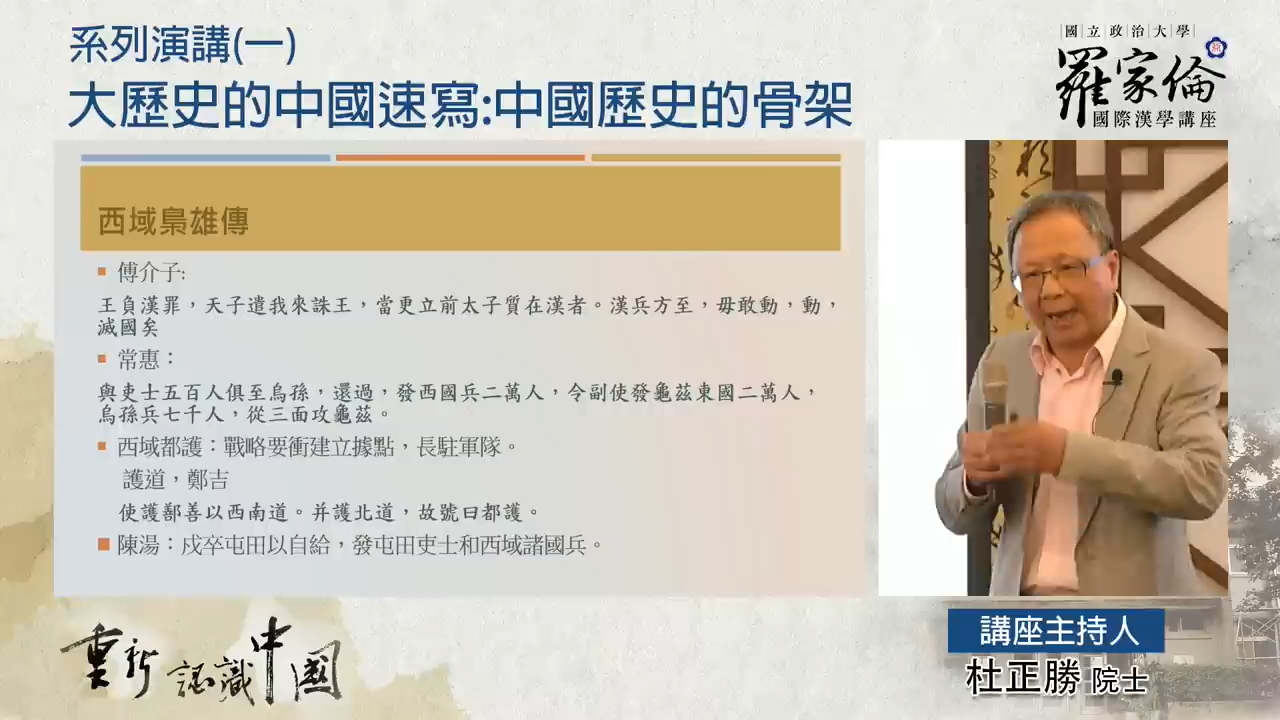 系列演講(一)
大歷史的中國速寫:中國歷史的骨架
國立政治大學
羅家倫
國際漢學講座
西域梟雄傳
傅介子:
王負漢罪，天子遣我來誅王，當更立前太子質在漢者。漢兵方至，毋敢動，動，
滅國矣
常惠：
與吏士五百人俱至烏孫，還過，發西國兵二萬人，令副使發龜茲東國二萬人，
烏孫兵七千人，從三面攻龜茲。
西域都護：戰略要衝建立據點，長駐軍隊。
護道，鄭吉
使護鄯善以西南道。并護北道，故號曰都護。
陳湯：戍卒屯田以自給，發屯田吏士和西域諸國兵。
重新認識中國
講座主持人
杜正勝 院士